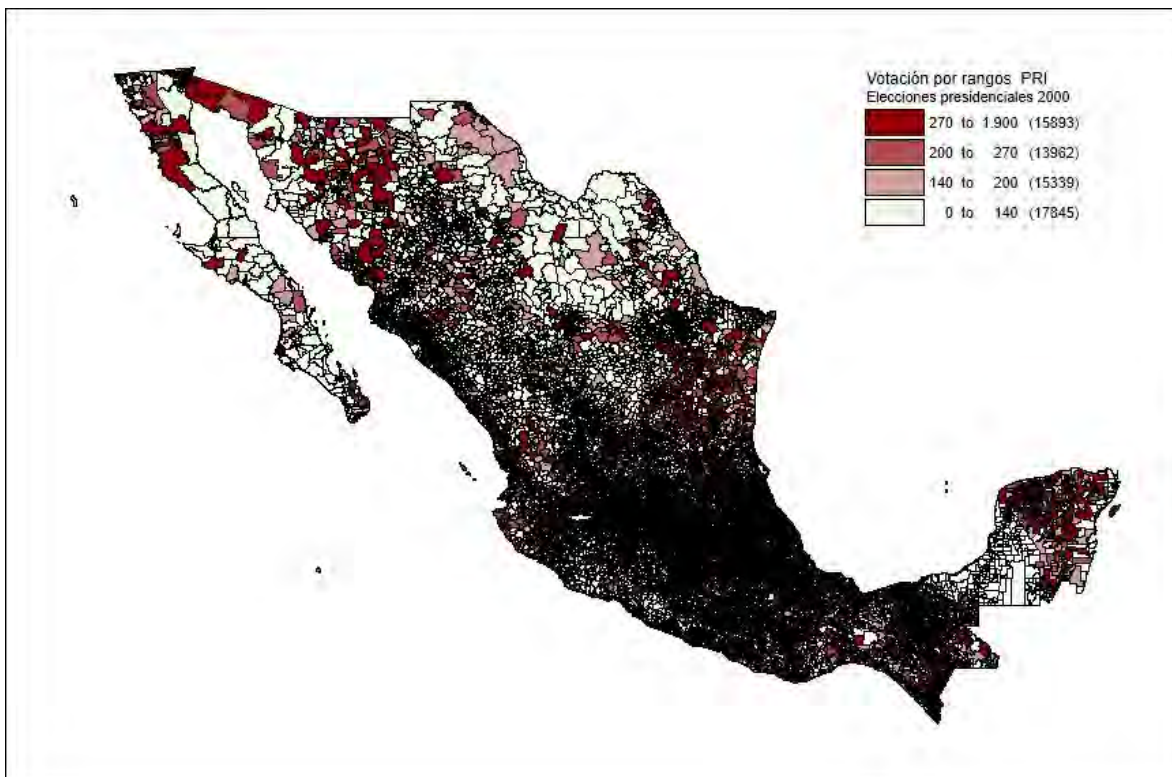 Votación por rangos PRI
Elecciones presidenciales 2000
270 to 1.900 (15893)
200 to 270 (13962)
140 to 200 (15339)
0 to 140 (17845)